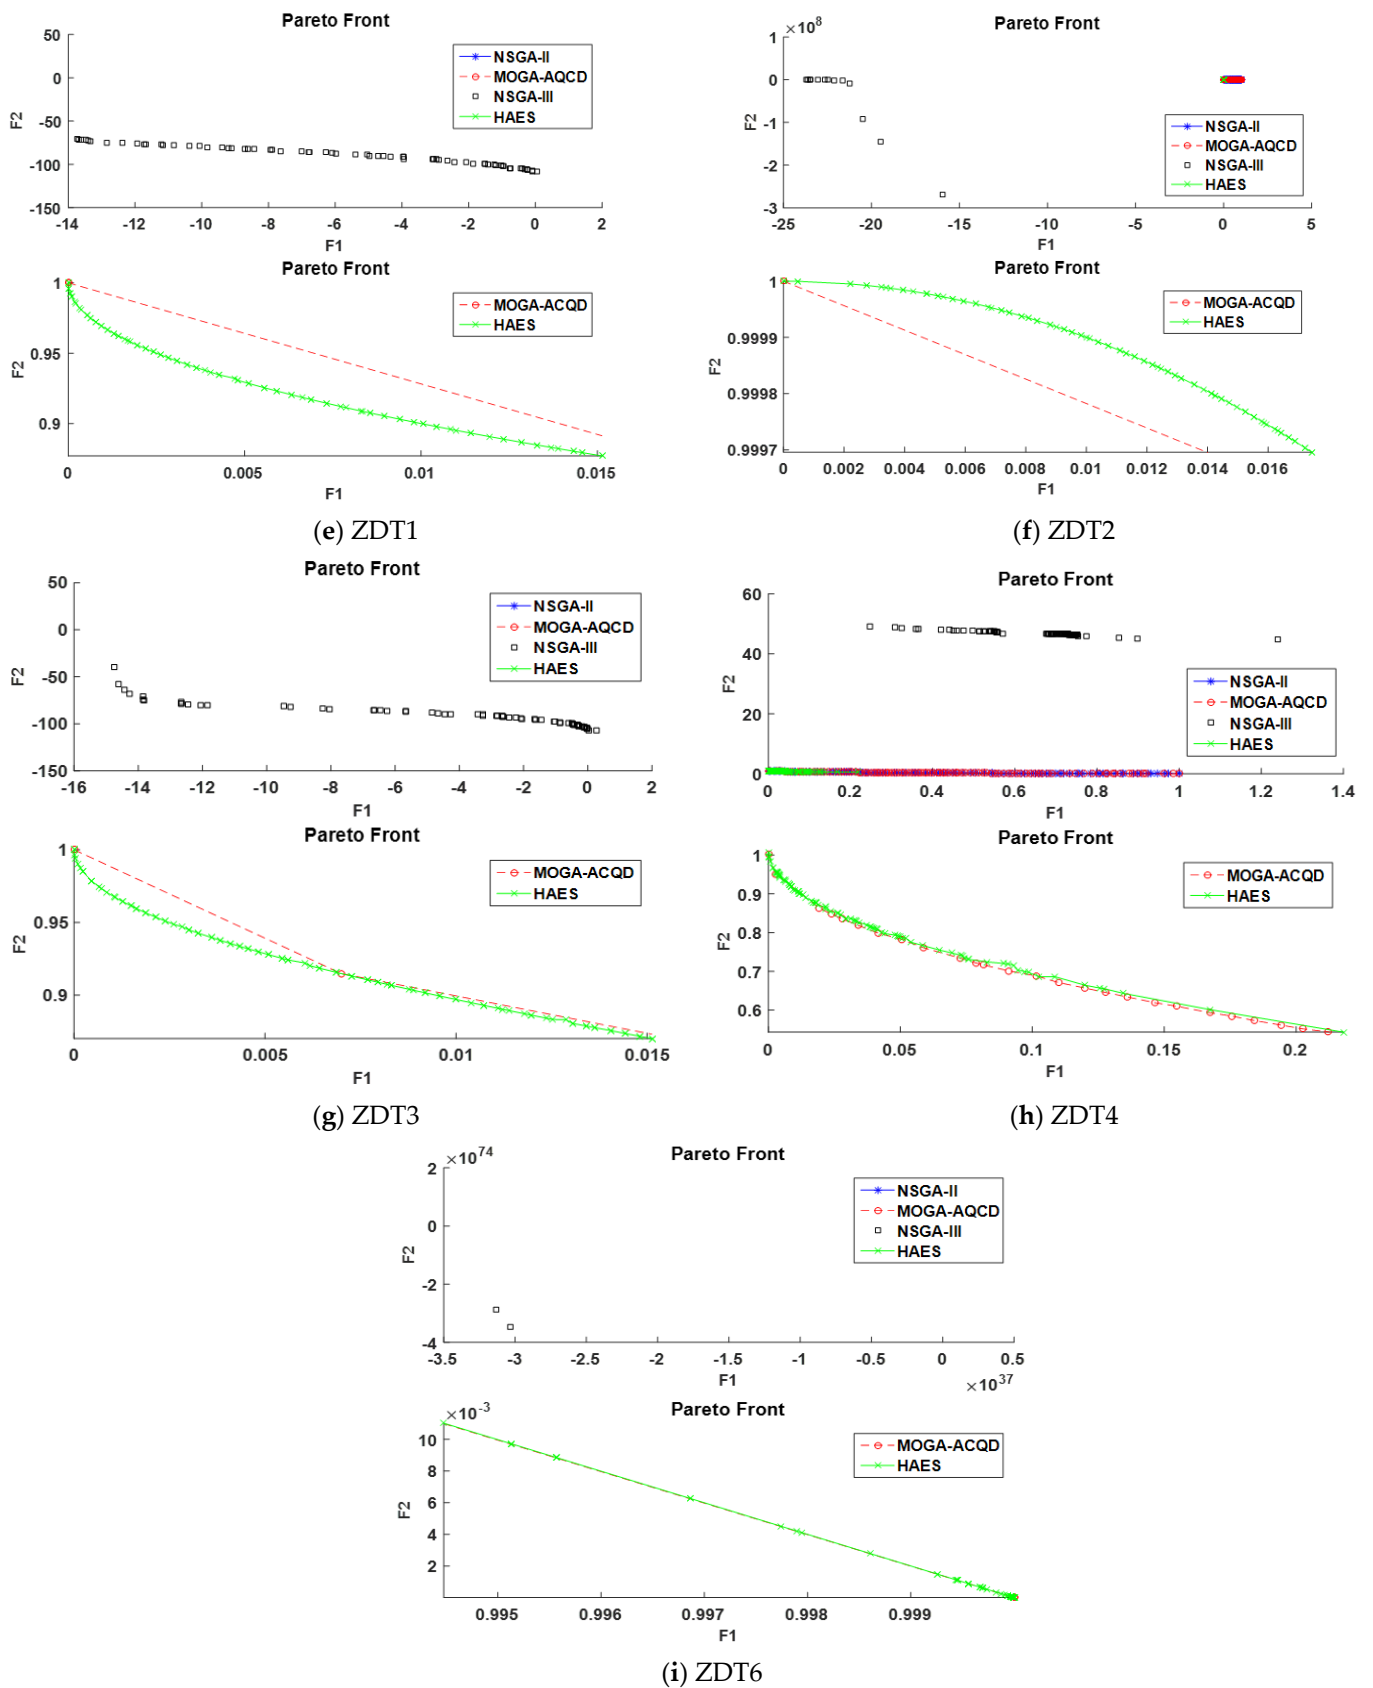 Pareto Front
50
0
-50
-100
-150
F2
-14 -12 -10 -8 -6 -4 -2 0 2
F1
NSGA-II
MOGA-AQCD
NSGA-III
HAES
Pareto Front
×10^8
1
0
-1
-2
-3
F2
-25 -20 -15 -10 -5 0 5
F1
NSGA-II
MOGA-AQCD
NSGA-III
HAES
Pareto Front
1
0.95
0.9
F2
0 0.005 0.01 0.015
F1
MOGA-ACQD
HAES
(e) ZDT1
Pareto Front
1
0.9999
0.9998
0.9997
F2
0 0.002 0.004 0.006 0.008 0.01 0.012 0.014 0.016
F1
MOGA-ACQD
HAES
(f) ZDT2
Pareto Front
50
0
-50
-100
-150
F2
-16 -14 -12 -10 -8 -6 -4 -2 0 2
F1
NSGA-II
MOGA-AQCD
NSGA-III
HAES
Pareto Front
60
40
20
0
F2
0 0.2 0.4 0.6 0.8 1 1.2 1.4
F1
NSGA-II
MOGA-AQCD
NSGA-III
HAES
Pareto Front
1
0.95
0.9
F2
0 0.005 0.01 0.015
F1
MOGA-ACQD
HAES
(g) ZDT3
Pareto Front
1
0.9
0.8
0.7
0.6
F2
0 0.05 0.1 0.15 0.2
F1
MOGA-ACQD
HAES
(h) ZDT4
Pareto Front
×10^74
2
0
-2
-4
F2
-3.5 -3 -2.5 -2 -1.5 -1 -0.5 0 0.5
F1
×10^37
NSGA-II
MOGA-AQCD
NSGA-III
HAES
Pareto Front
×10^-3
10
8
6
4
2
F2
0.995 0.996 0.997 0.998 0.999
F1
MOGA-ACQD
HAES
(i) ZDT6